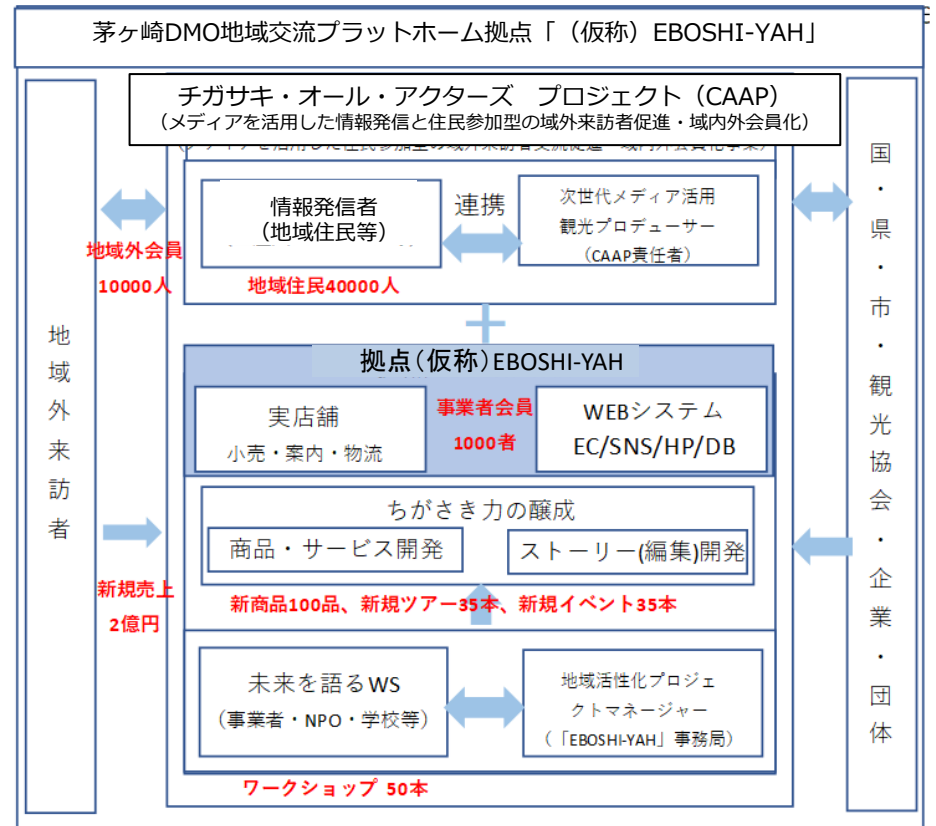 茅ヶ崎DMO地域交流プラットホーム拠点「（仮称）EBOSHI-YAH」
チガサキ・オール・アクターズ　プロジェクト（CAAP）
（メディアを活用した情報発信と住民参加型の域外来訪者促進・域内外会員化）
情報発信者
（地域住民等）
連携
次世代メディア活用
観光プロデューサー
（CAAP責任者）
地域外会員
10000人
地域住民40000人
地域外来訪者
国・県・市・観光協会・企業・団体
＋
拠点（仮称）EBOSHI-YAH
実店舗
小売・案内・物流
事業者会員
1000者
WEBシステム
EC/SNS/HP/DB
ちがさき力の醸成
商品・サービス開発
ストーリー(編集)開発
新商品100品、新規ツアー35本、新規イベント35本
新規売上
2億円
未来を語るWS
（事業者・NPO・学校等）
地域活性化プロジェ
クトマネージャー
（「EBOSHI-YAH」事務局）
ワークショップ 50本